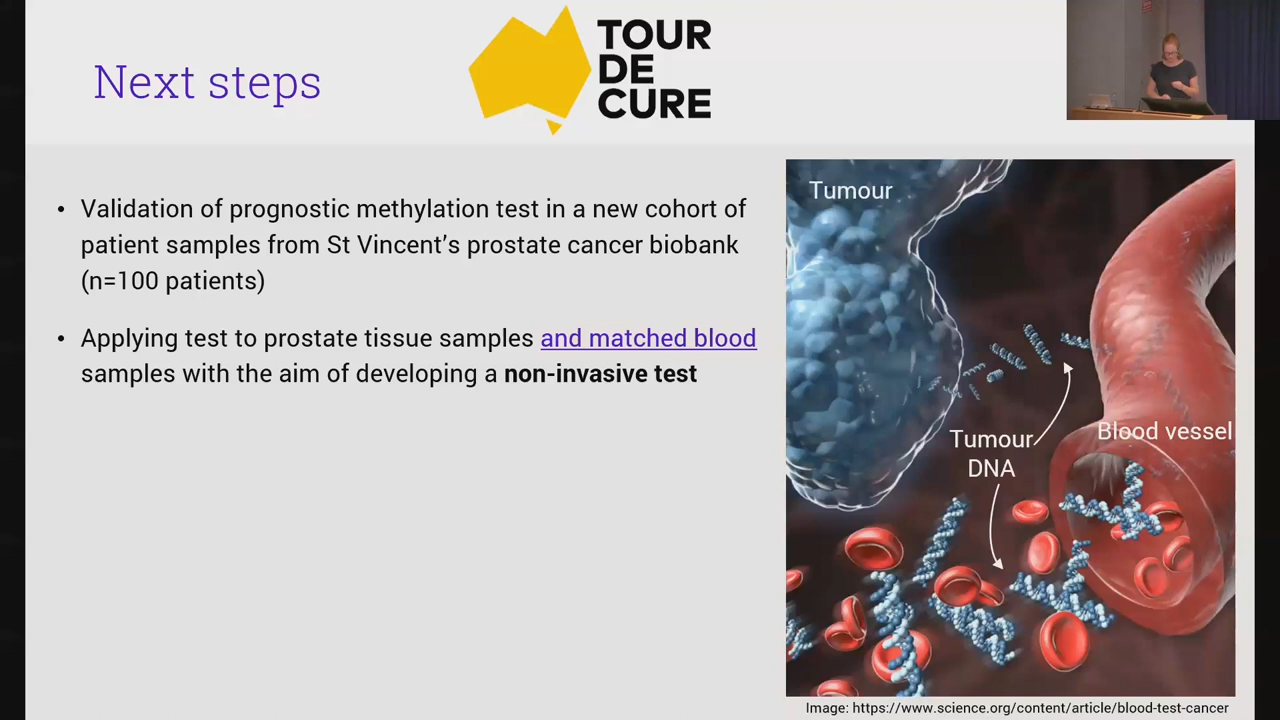 Next steps
TOUR
DE
CURE
• Validation of prognostic methylation test in a new cohort of
patient samples from St Vincent’s prostate cancer biobank
(n=100 patients)
• Applying test to prostate tissue samples and matched blood
samples with the aim of developing a non-invasive test
Tumour
Blood vessel
Tumour
DNA
Image: https://www.science.org/content/article/blood-test-cancer